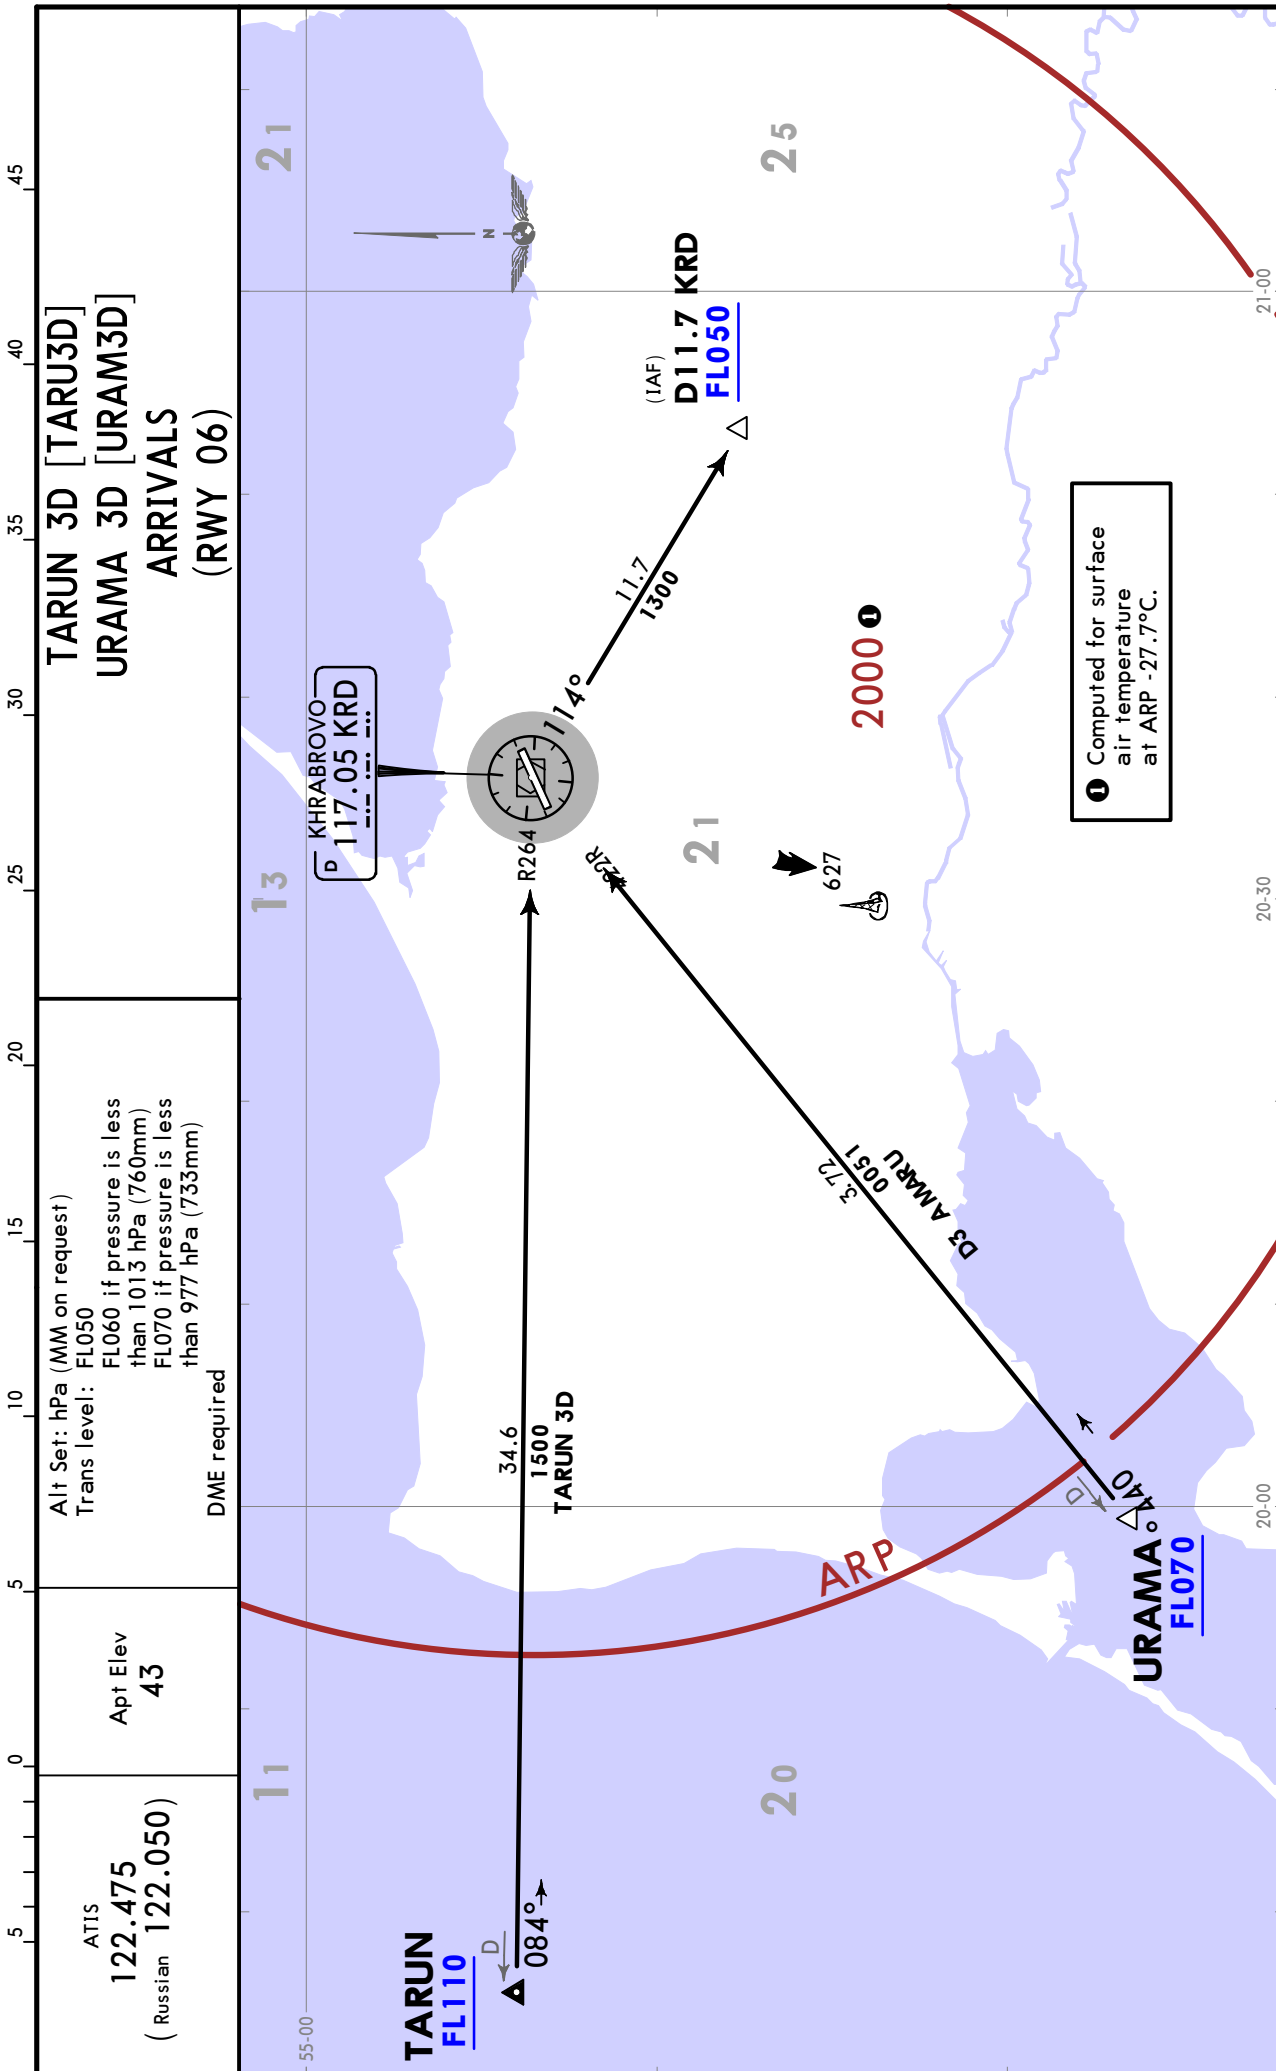 5
0
5
10
15
20
25
30
35
40
45
ATIS
122.475
( Russian 122.050)
Apt Elev
43
Alt Set: hPa (MM on request)
Trans level: FL050
FL060 if pressure is less
than 1013 hPa (760mm)
FL070 if pressure is less
than 977 hPa (733mm)
DME required
TARUN 3D [TARU3D]
URAMA 3D [URAM3D]
ARRIVALS
(RWY 06)
11
13
21
55-00
N
KHRABROVO
D
117.05 KRD
TARUN
FL110
D
084°
34.6
1500
TARUN 3D
R264
114°
11.7
1300
(IAF)
D11.7 KRD
FL050
21
25
20
627
2000 1
ARP
3.72
0051
D3 AMARU
D
440
°
URAMA
FL070
1 Computed for surface
air temperature
at ARP -27.7°C.
20-00
20-30
21-00